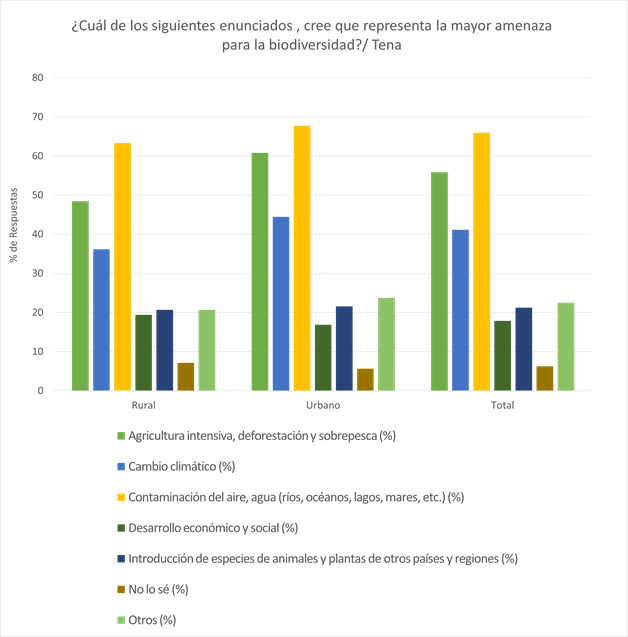 ¿Cuál de los siguientes enunciados , cree que representa la mayor amenaza
para la biodiversidad?/ Tena
80
70
60
50
40
30
20
10
0
% de Respuestas
Rural
Urbano
Total
Agricultura intensiva, deforestación y sobrepesca (%)
Cambio climático (%)
Contaminación del aire, agua (ríos, océanos, lagos, mares, etc.) (%)
Desarrollo económico y social (%)
Introducción de especies de animales y plantas de otros países y regiones (%)
No lo sé (%)
Otros (%)